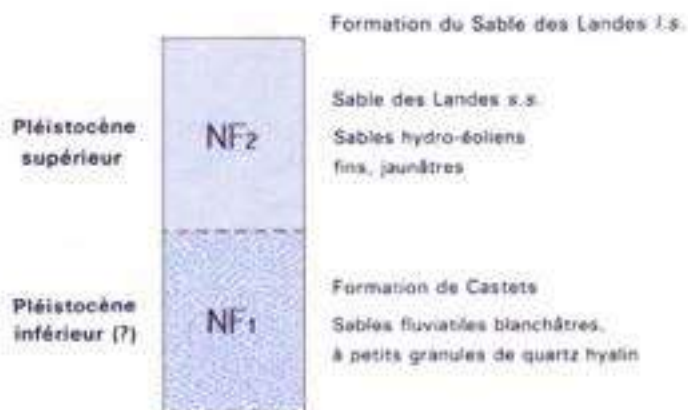 Formation du Sable des Landes l.s.
Pléistocène
supérieur
NF2
Sable des Landes s.s.
Sables hydro-éoliens
fins, jaunâtres
Pléistocène
inférieur (?)
NF1
Formation de Castets
Sables fluviatiles blanchâtres,
à petits granules de quartz hyalin